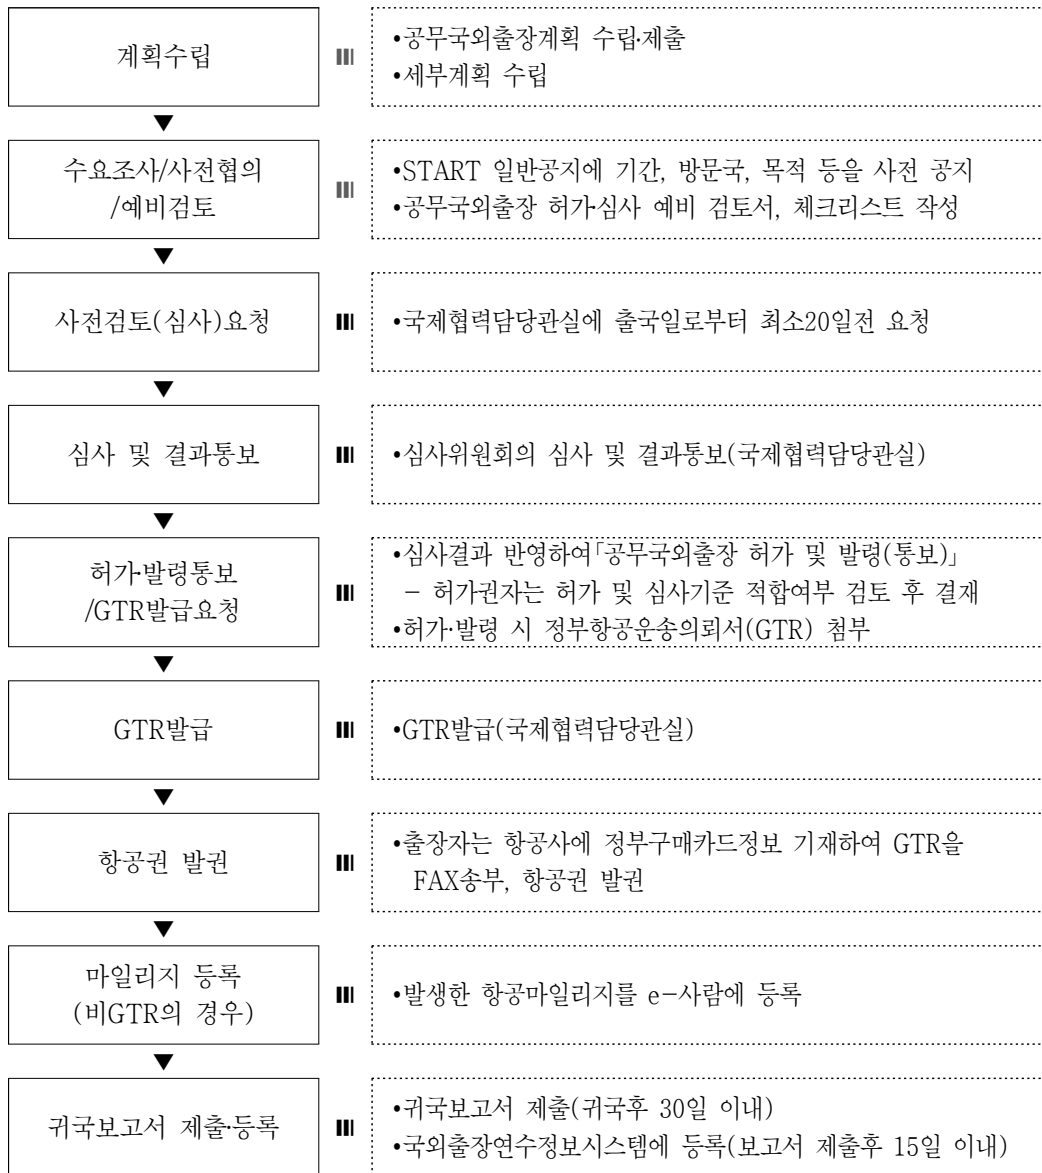 계획수립
•공무국외출장계획 수립·제출
•세부계획 수립
▼
수요조사/사전협의
/예비검토
•START 일반공지에 기간, 방문국, 목적 등을 사전 공지
•공무국외출장 허가·심사 예비 검토서, 체크리스트 작성
▼
사전검토(심사)요청
•국제협력담당관실에 출국일로부터 최소20일전 요청
▼
심사 및 결과통보
•심사위원회의 심사 및 결과통보(국제협력담당관실)
▼
허가·발령통보
/GTR발급요청
•심사결과 반영하여「공무국외출장 허가 및 발령(통보)」
- 허가권자는 허가 및 심사기준 적합여부 검토 후 결재
•허가·발령 시 정부항공운송의뢰서(GTR) 첨부
▼
GTR발급
•GTR발급(국제협력담당관실)
▼
항공권 발권
•출장자는 항공사에 정부구매카드정보 기재하여 GTR을
FAX송부, 항공권 발권
▼
마일리지 등록
(비GTR의 경우)
•발생한 항공마일리지를 e-사람에 등록
▼
귀국보고서 제출·등록
•귀국보고서 제출(귀국후 30일 이내)
•국외출장연수정보시스템에 등록(보고서 제출후 15일 이내)